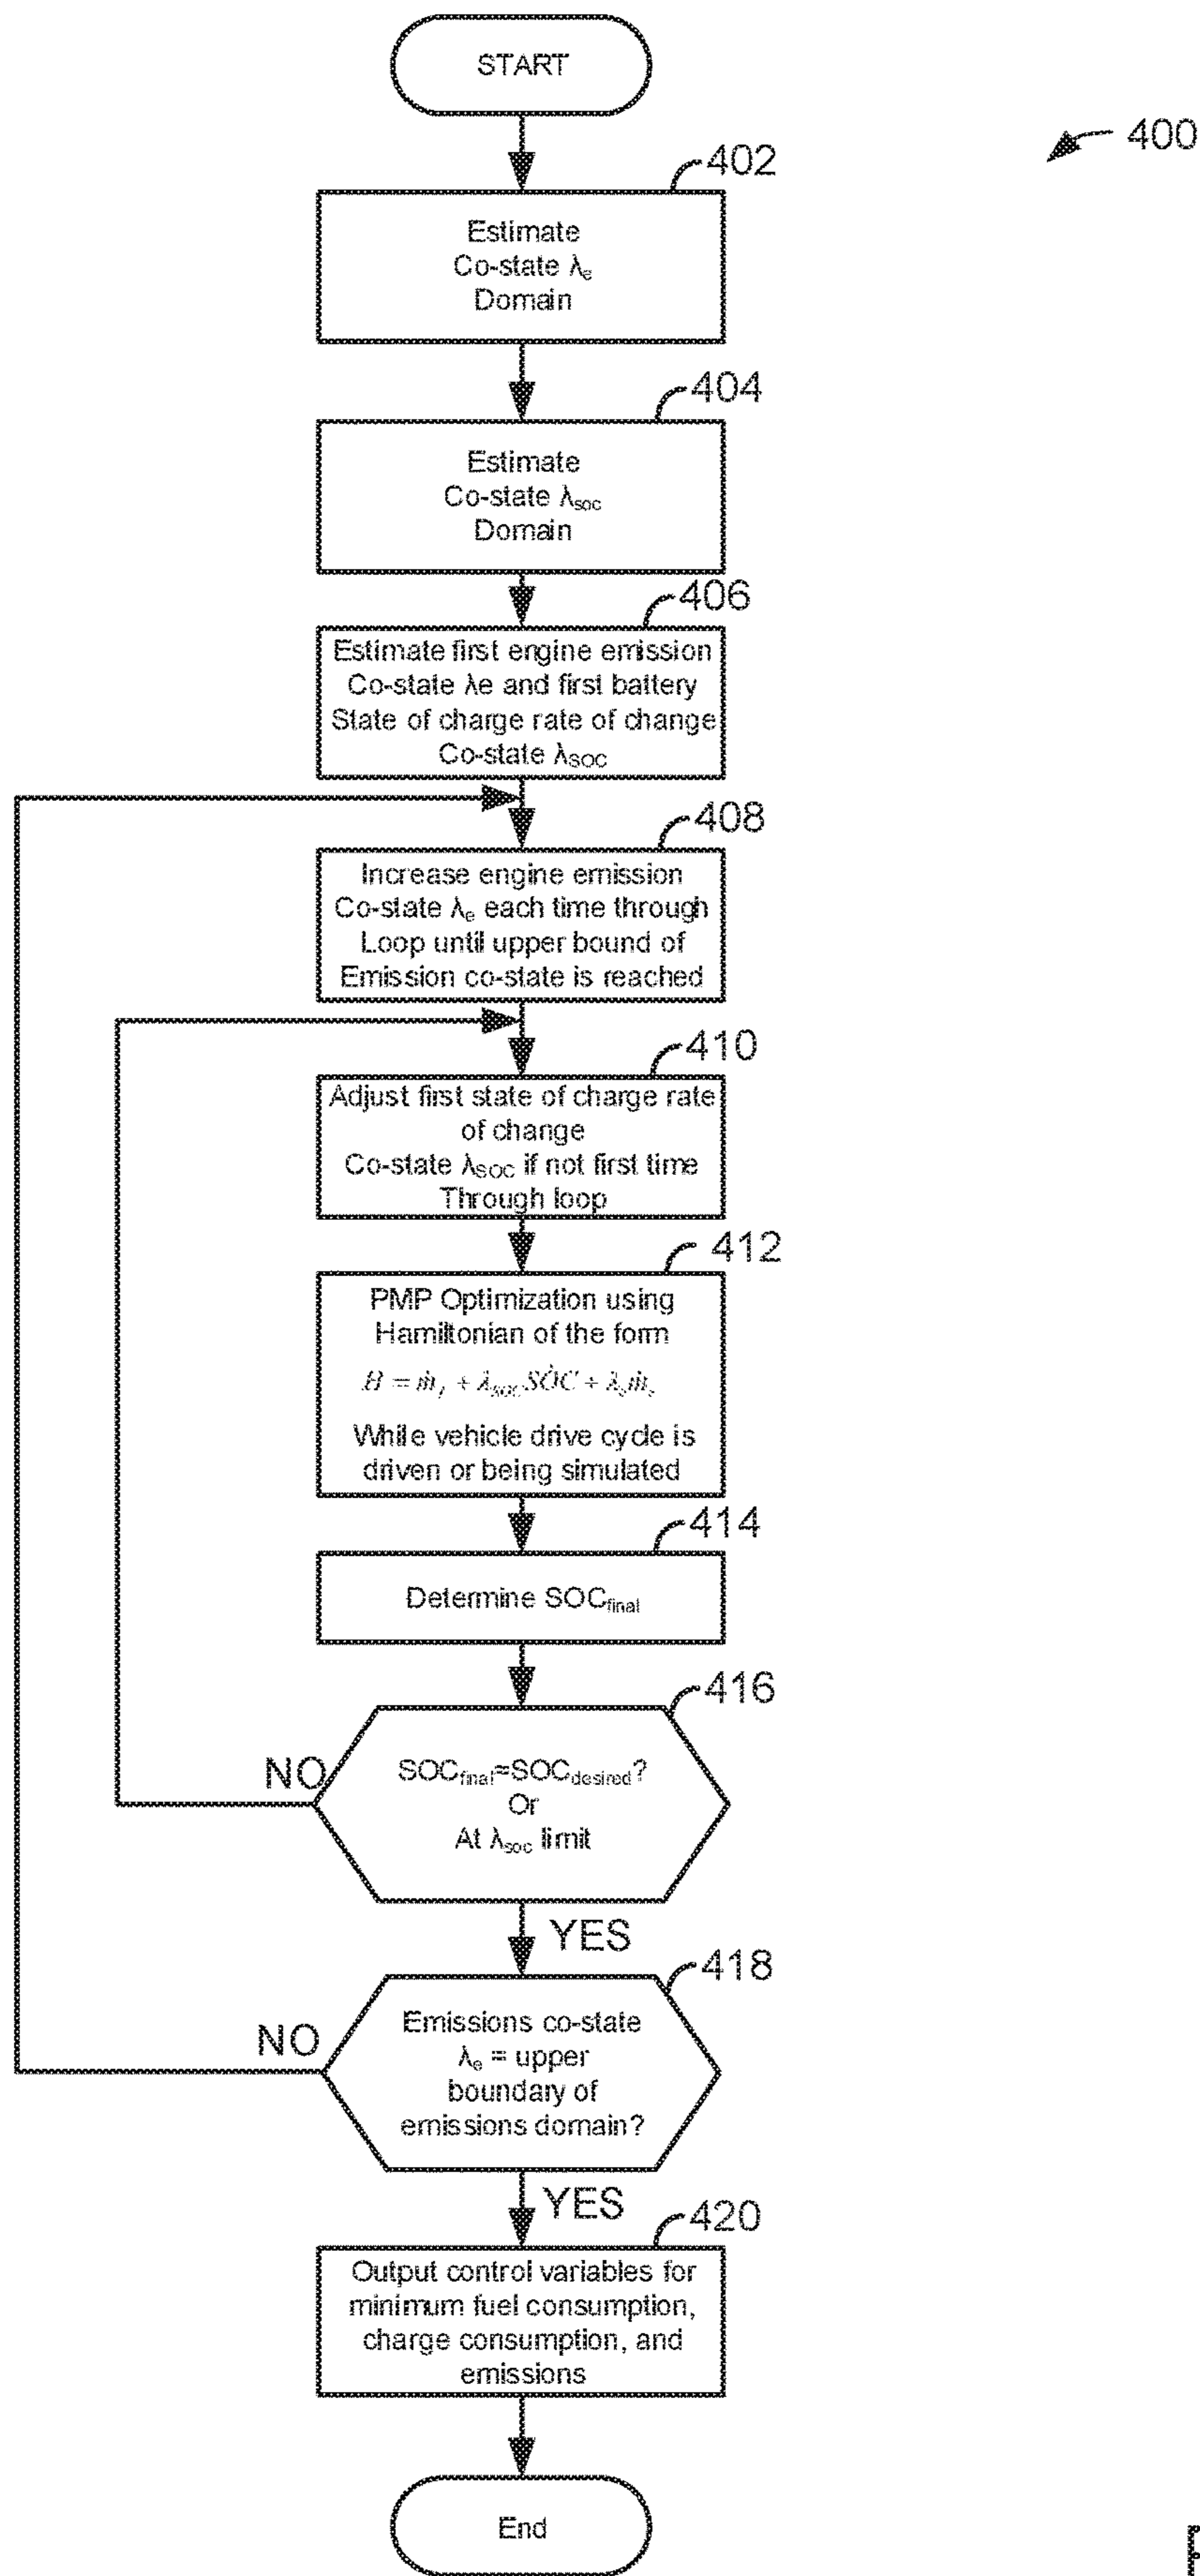 START
400
402
Estimate
Co-state λe
Domain
404
Estimate
Co-state λsoc
Domain
406
Estimate first engine emission
Co-state λe and first battery
State of charge rate of change
Co-state λSOC
408
Increase engine emission
Co-state λe each time through
Loop until upper bound of
Emission co-state is reached
410
Adjust first state of charge rate
of change
Co-state λSOC if not first time
Through loop
412
PMP Optimization using
Hamiltonian of the form
H = ṁf + λSOC SȮC + λeṁe
While vehicle drive cycle is
driven or being simulated
414
Determine SOCfinal
416
SOCfinal=SOCdesired?
Or
At λsoc limit
NO
YES
418
Emissions co-state
λe = upper
boundary of
emissions domain?
NO
YES
420
Output control variables for
minimum fuel consumption,
charge consumption, and
emissions
End